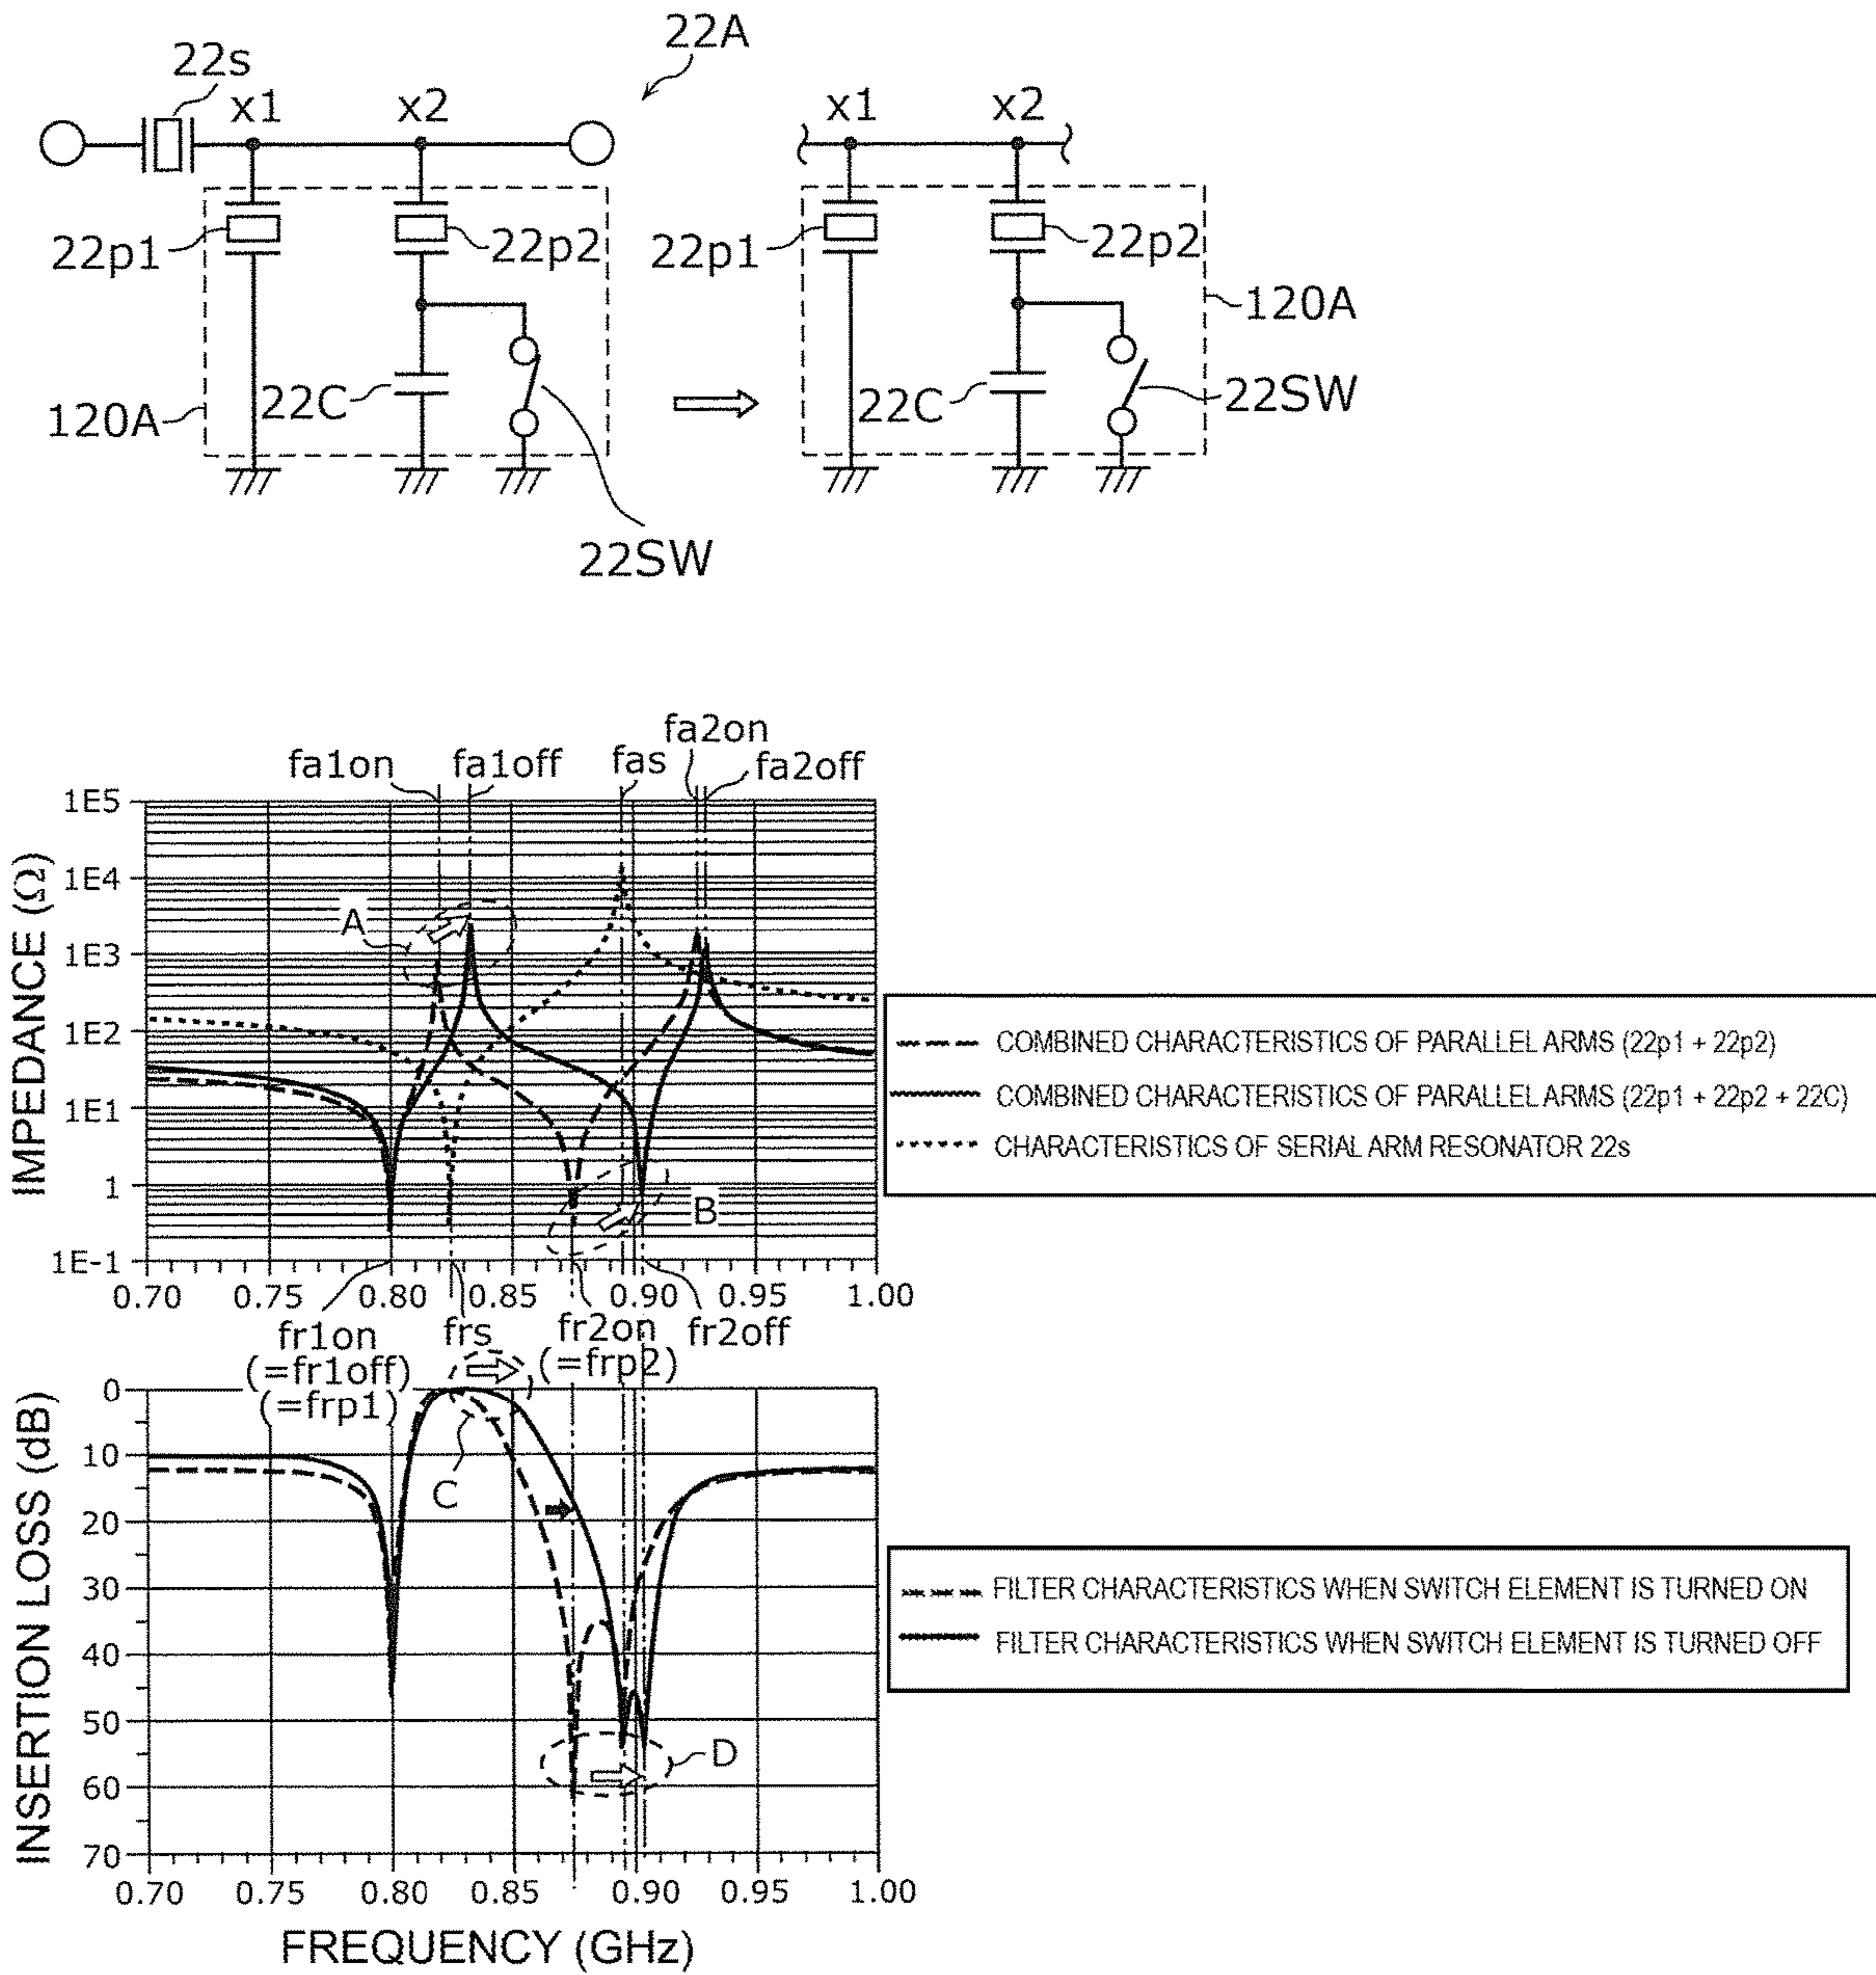 22A
22s
x1
x2
x1
x2
22p1
22p2
22p1
22p2
120A
120A
22C
22C
22SW
22SW
fa2on
fa1on
fa1off
fas
fa2off
1E5
1E4
1E3
1E2
1E1
1
1E-1
IMPEDANCE (Ω)
A
B
COMBINED CHARACTERISTICS OF PARALLEL ARMS (22p1 + 22p2)
COMBINED CHARACTERISTICS OF PARALLEL ARMS (22p1 + 22p2 + 22C)
CHARACTERISTICS OF SERIAL ARM RESONATOR 22s
0.70 0.75 0.80 0.85 0.90 0.95 1.00
fr1on
(=fr1off)
(=frp1)
frs
fr2on
(=frp2)
fr2off
0
10
20
30
40
50
60
70
INSERTION LOSS (dB)
C
D
FILTER CHARACTERISTICS WHEN SWITCH ELEMENT IS TURNED ON
FILTER CHARACTERISTICS WHEN SWITCH ELEMENT IS TURNED OFF
0.70 0.75 0.80 0.85 0.90 0.95 1.00
FREQUENCY (GHz)